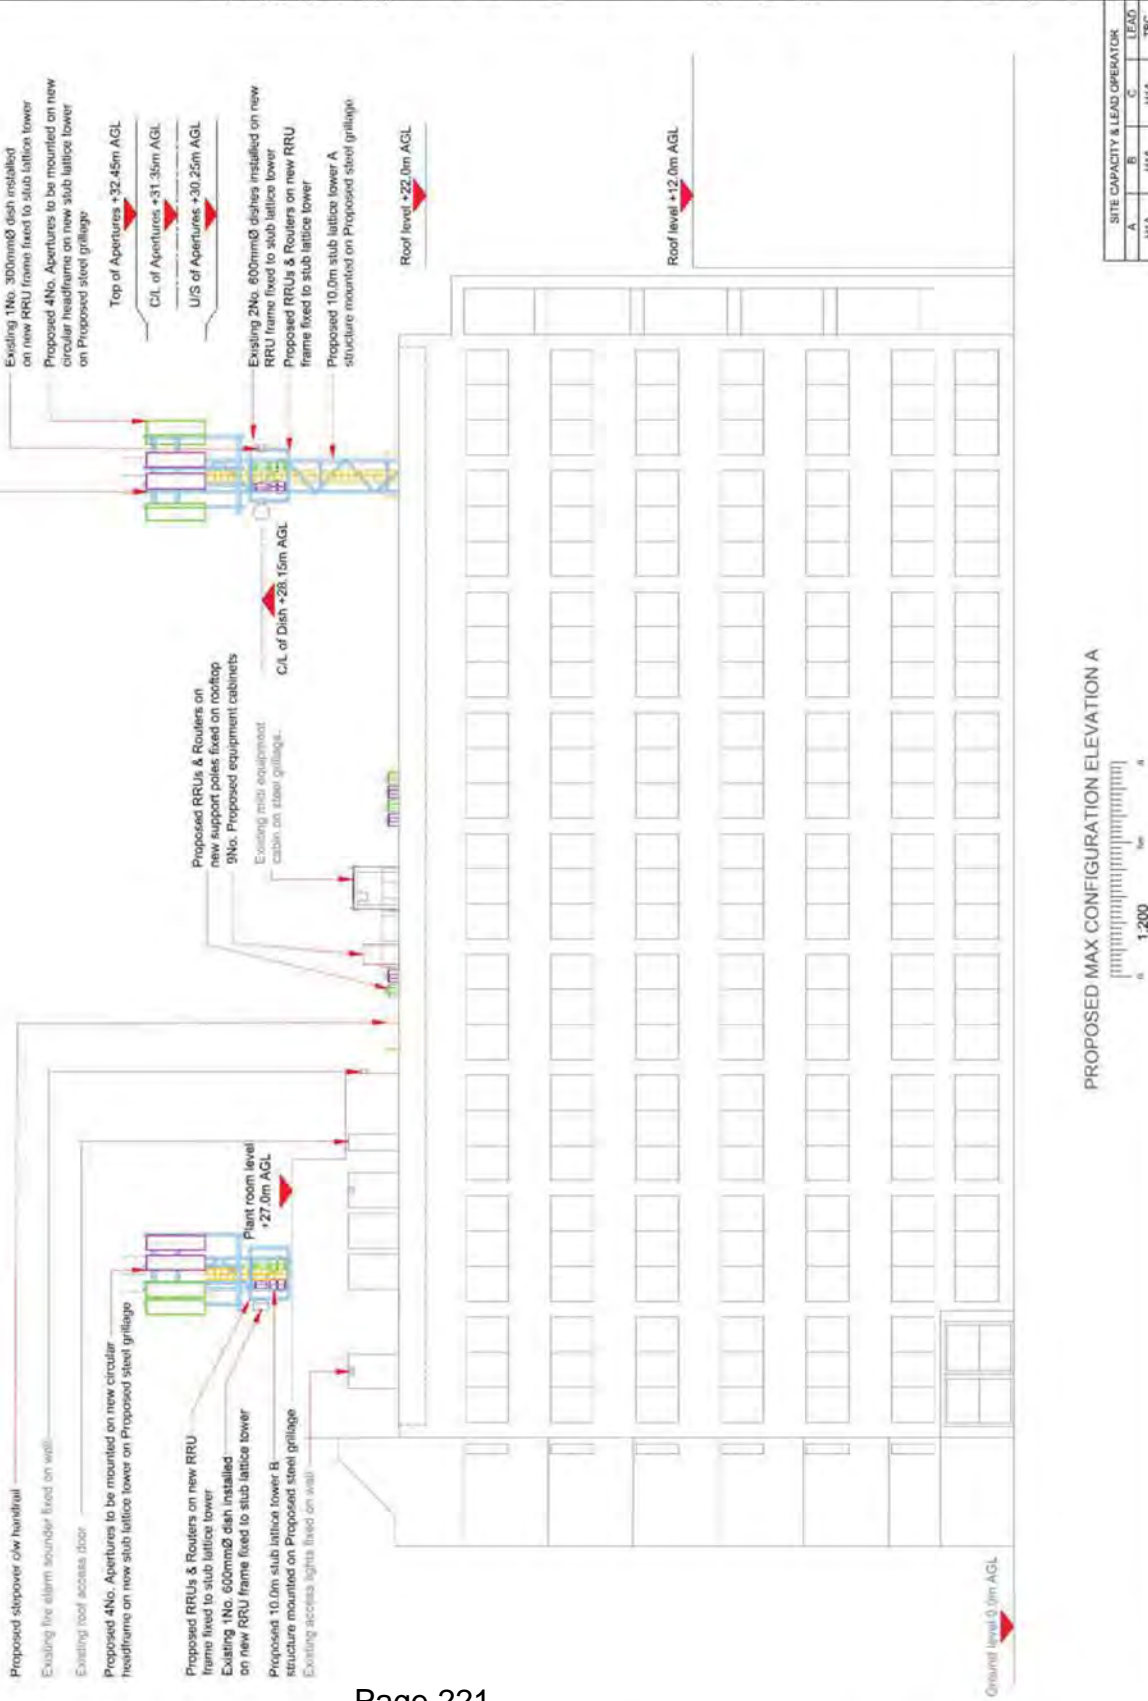 Existing 1No. 300mmØ dish installed
on new RRU frame fixed to stub lattice tower
Proposed 4No. Apertures to be mounted on new
circular headframe on new stub lattice tower
on Proposed steel grillage
Top of Apertures +32.45m AGL
C/L of Apertures +31.35m AGL
U/S of Apertures +30.25m AGL
Existing 2No. 600mmØ dishes installed on new
RRU frame fixed to stub lattice tower
Proposed RRUs & Routers on new RRU
frame fixed to stub lattice tower
Proposed 10.0m stub lattice tower A
structure mounted on Proposed steel grillage
Roof level +22.0m AGL
Roof level +12.0m AGL
C/L of Dish +28.15m AGL
Proposed RRUs & Routers on
new support poles fixed on rooftop
9No. Proposed equipment cabinets
Existing midi equipment
cabin on steel grillage.
Proposed stepover c/w handrail
Existing fire alarm sounder fixed on wall
Existing roof access door
Proposed 4No. Apertures to be mounted on new circular
headframe on new stub lattice tower on Proposed steel grillage
Plant room level
+27.0m AGL
Proposed RRUs & Routers on new RRU
frame fixed to stub lattice tower
Existing 1No. 600mmØ dish installed
on new RRU frame fixed to stub lattice tower
Proposed 10.0m stub lattice tower B
structure mounted on Proposed steel grillage
Existing access lights fixed on wall
Ground level 0.0m AGL
PROPOSED MAX CONFIGURATION ELEVATION A
0
1:200
SITE CAPACITY & LEAD OPERATOR
A B C LEAD
Page 221